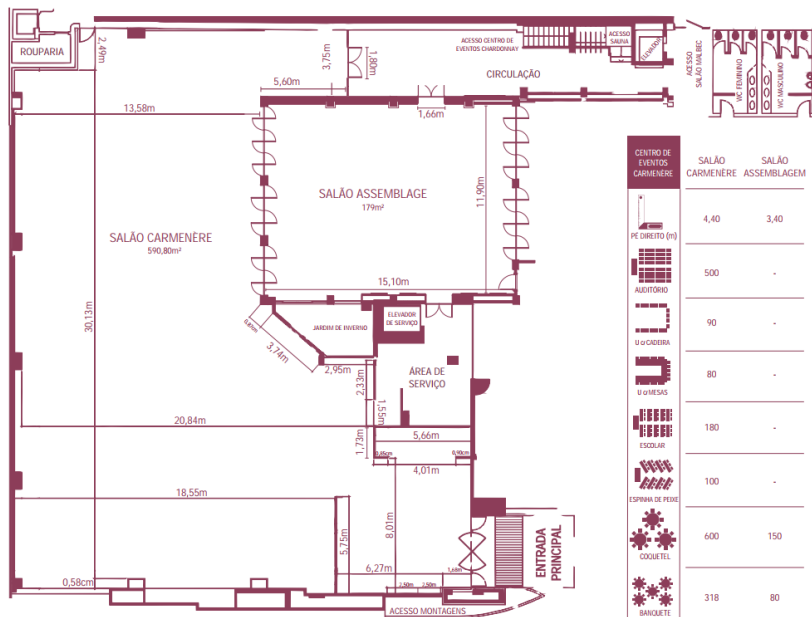 ROUPARIA
2,49m
3,75m
1,80m
5,60m
ACESSO CENTRO DE
EVENTOS CHARDONNAY
ACESSO
SAUNA
ELEVADOR
CIRCULAÇÃO
ACESSO
SALÃO MALBEC
WC FEMININO
WC MASCULINO
13,58m
1,66m
SALÃO ASSEMBLAGE
179m²
11,90m
15,10m
SALÃO CARMENÈRE
590,80m²
30,13m
JARDIM DE INVERNO
ELEVADOR
DE SERVIÇO
3,74m
2,95m
2,33m
ÁREA DE
SERVIÇO
1,55m
20,84m
1,73m
5,66m
0,90cm
4,01m
18,55m
5,75m
8,01m
6,27m
1,68m
2,50m
2,50m
0,58cm
ACESSO MONTAGENS
ENTRADA
PRINCIPAL
CENTRO DE
EVENTOS
CARMENÈRE
SALÃO
CARMENÈRE
SALÃO
ASSEMBLAGEM
PÉ DIREITO (m)
4,40
3,40
AUDITÓRIO
500
-
U c/ CADEIRA
90
-
U c/ MESAS
80
-
ESCOLAR
180
-
ESPINHA DE PEIXE
100
-
COQUETEL
600
150
BANQUETE
318
80